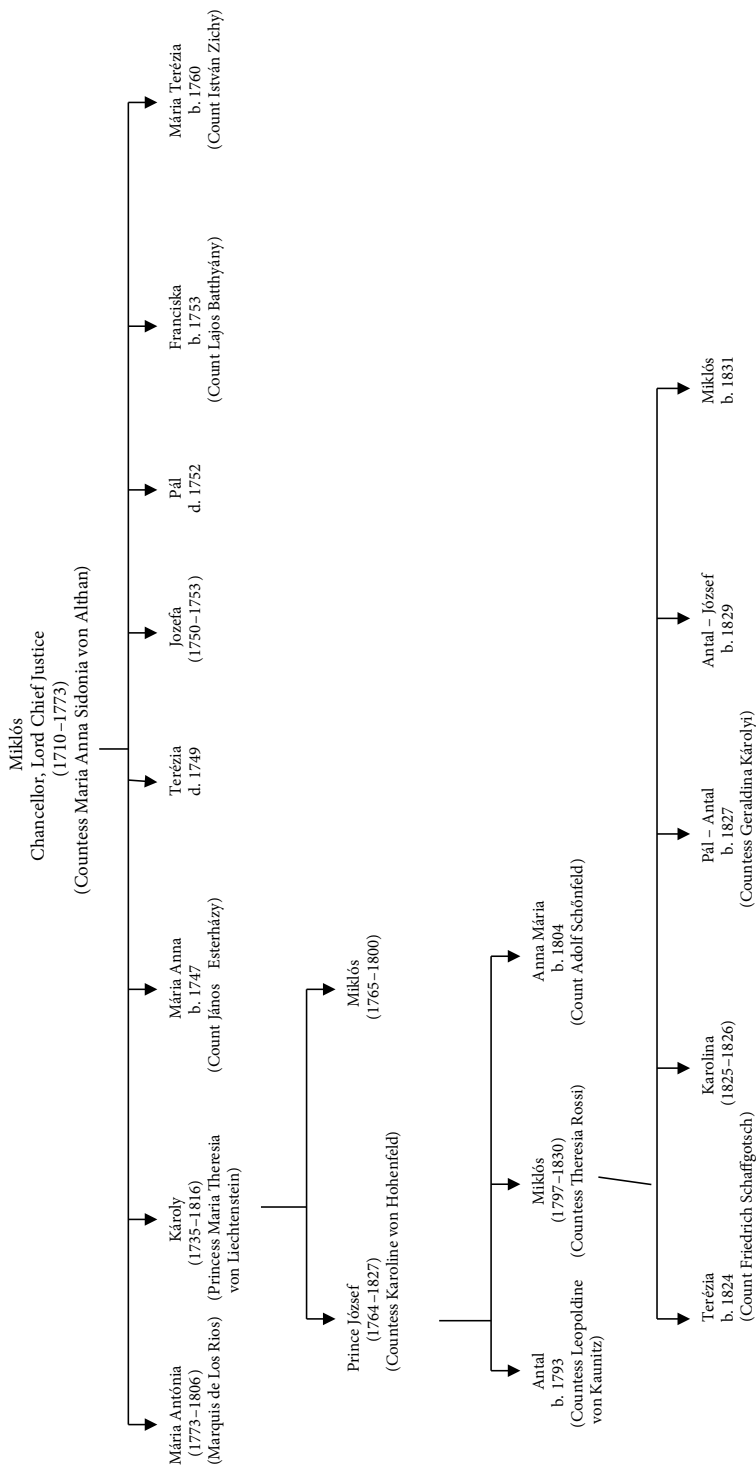 Miklós
Chancellor, Lord Chief Justice
(1710–1773)
(Countess Maria Anna Sidonia von Althan)
Mária Antónia
(1773–1806)
(Marquis de Los Rios)
Károly
(1735–1816)
(Princess Maria Theresia
von Liechtenstein)
Mária Anna
b. 1747
(Count János Esterházy)
Terézia
d. 1749
Jozefa
(1750–1753)
Pál
d. 1752
Franciska
b. 1753
(Count Lajos Batthyány)
Mária Terézia
b. 1760
(Count István Zichy)
Prince József
(1764–1827)
(Countess Karoline von Hohenfeld)
Miklós
(1765–1800)
Antal
b. 1793
(Countess Leopoldine
von Kaunitz)
Miklós
(1797–1830)
(Countess Theresia Rossi)
Anna Mária
b. 1804
(Count Adolf Schőnfeld)
Terézia
b. 1824
(Count Friedrich Schaffgotsch)
Karolina
(1825–1826)
Pál – Antal
b. 1827
(Countess Geraldina Károlyi)
Antal – József
b. 1829
Miklós
b. 1831